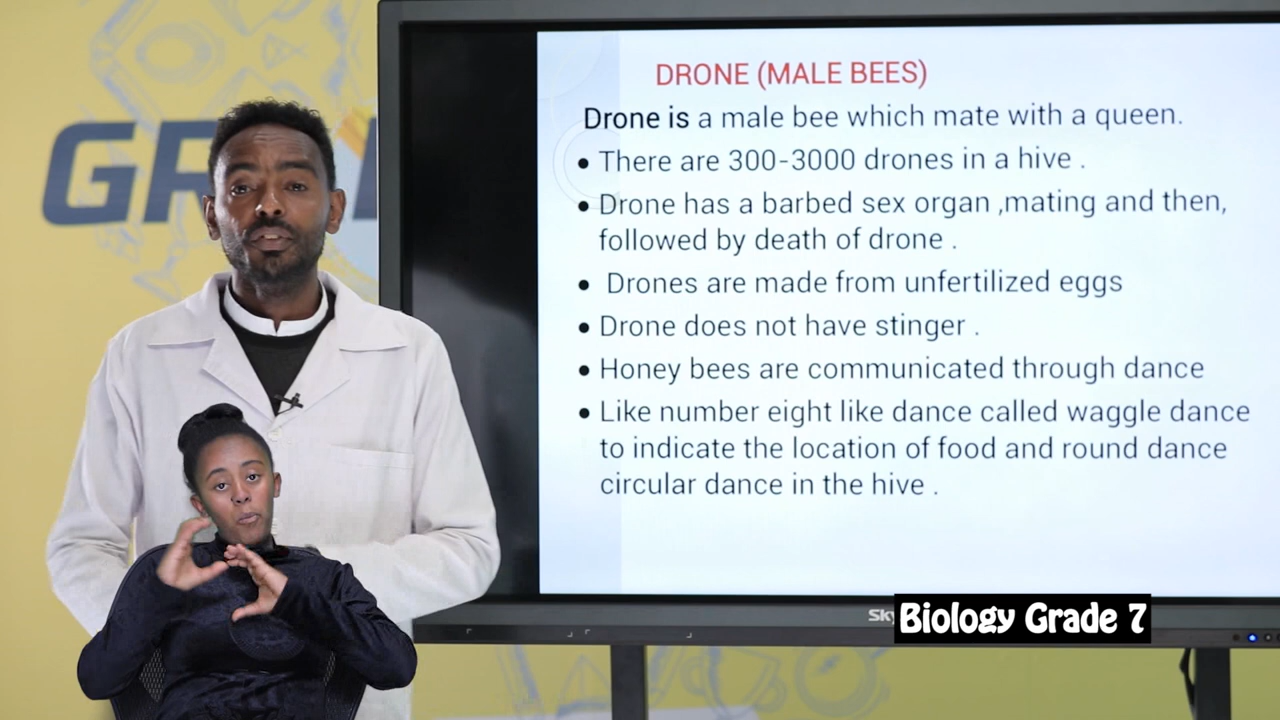 DRONE (MALE BEES)
Drone is a male bee which mate with a queen.
• There are 300-3000 drones in a hive .
• Drone has a barbed sex organ ,mating and then,
followed by death of drone .
• Drones are made from unfertilized eggs
• Drone does not have stinger .
• Honey bees are communicated through dance
• Like number eight like dance called waggle dance
to indicate the location of food and round dance
circular dance in the hive .
Biology Grade 7